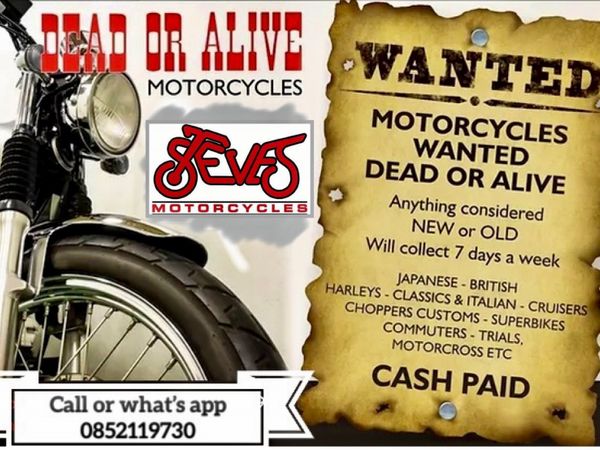 DEAD OR ALIVE
MOTORCYCLES
STEVES
MOTORCYCLES
Call or what's app
0852119730
WANTED
MOTORCYCLES
WANTED
DEAD OR ALIVE
Anything considered
NEW or OLD
Will collect 7 days a week
JAPANESE - BRITISH
HARLEYS - CLASSICS & ITALIAN - CRUISERS
CHOPPERS CUSTOMS - SUPERBIKES
COMMUTERS - TRIALS,
MOTORCROSS ETC
CASH PAID